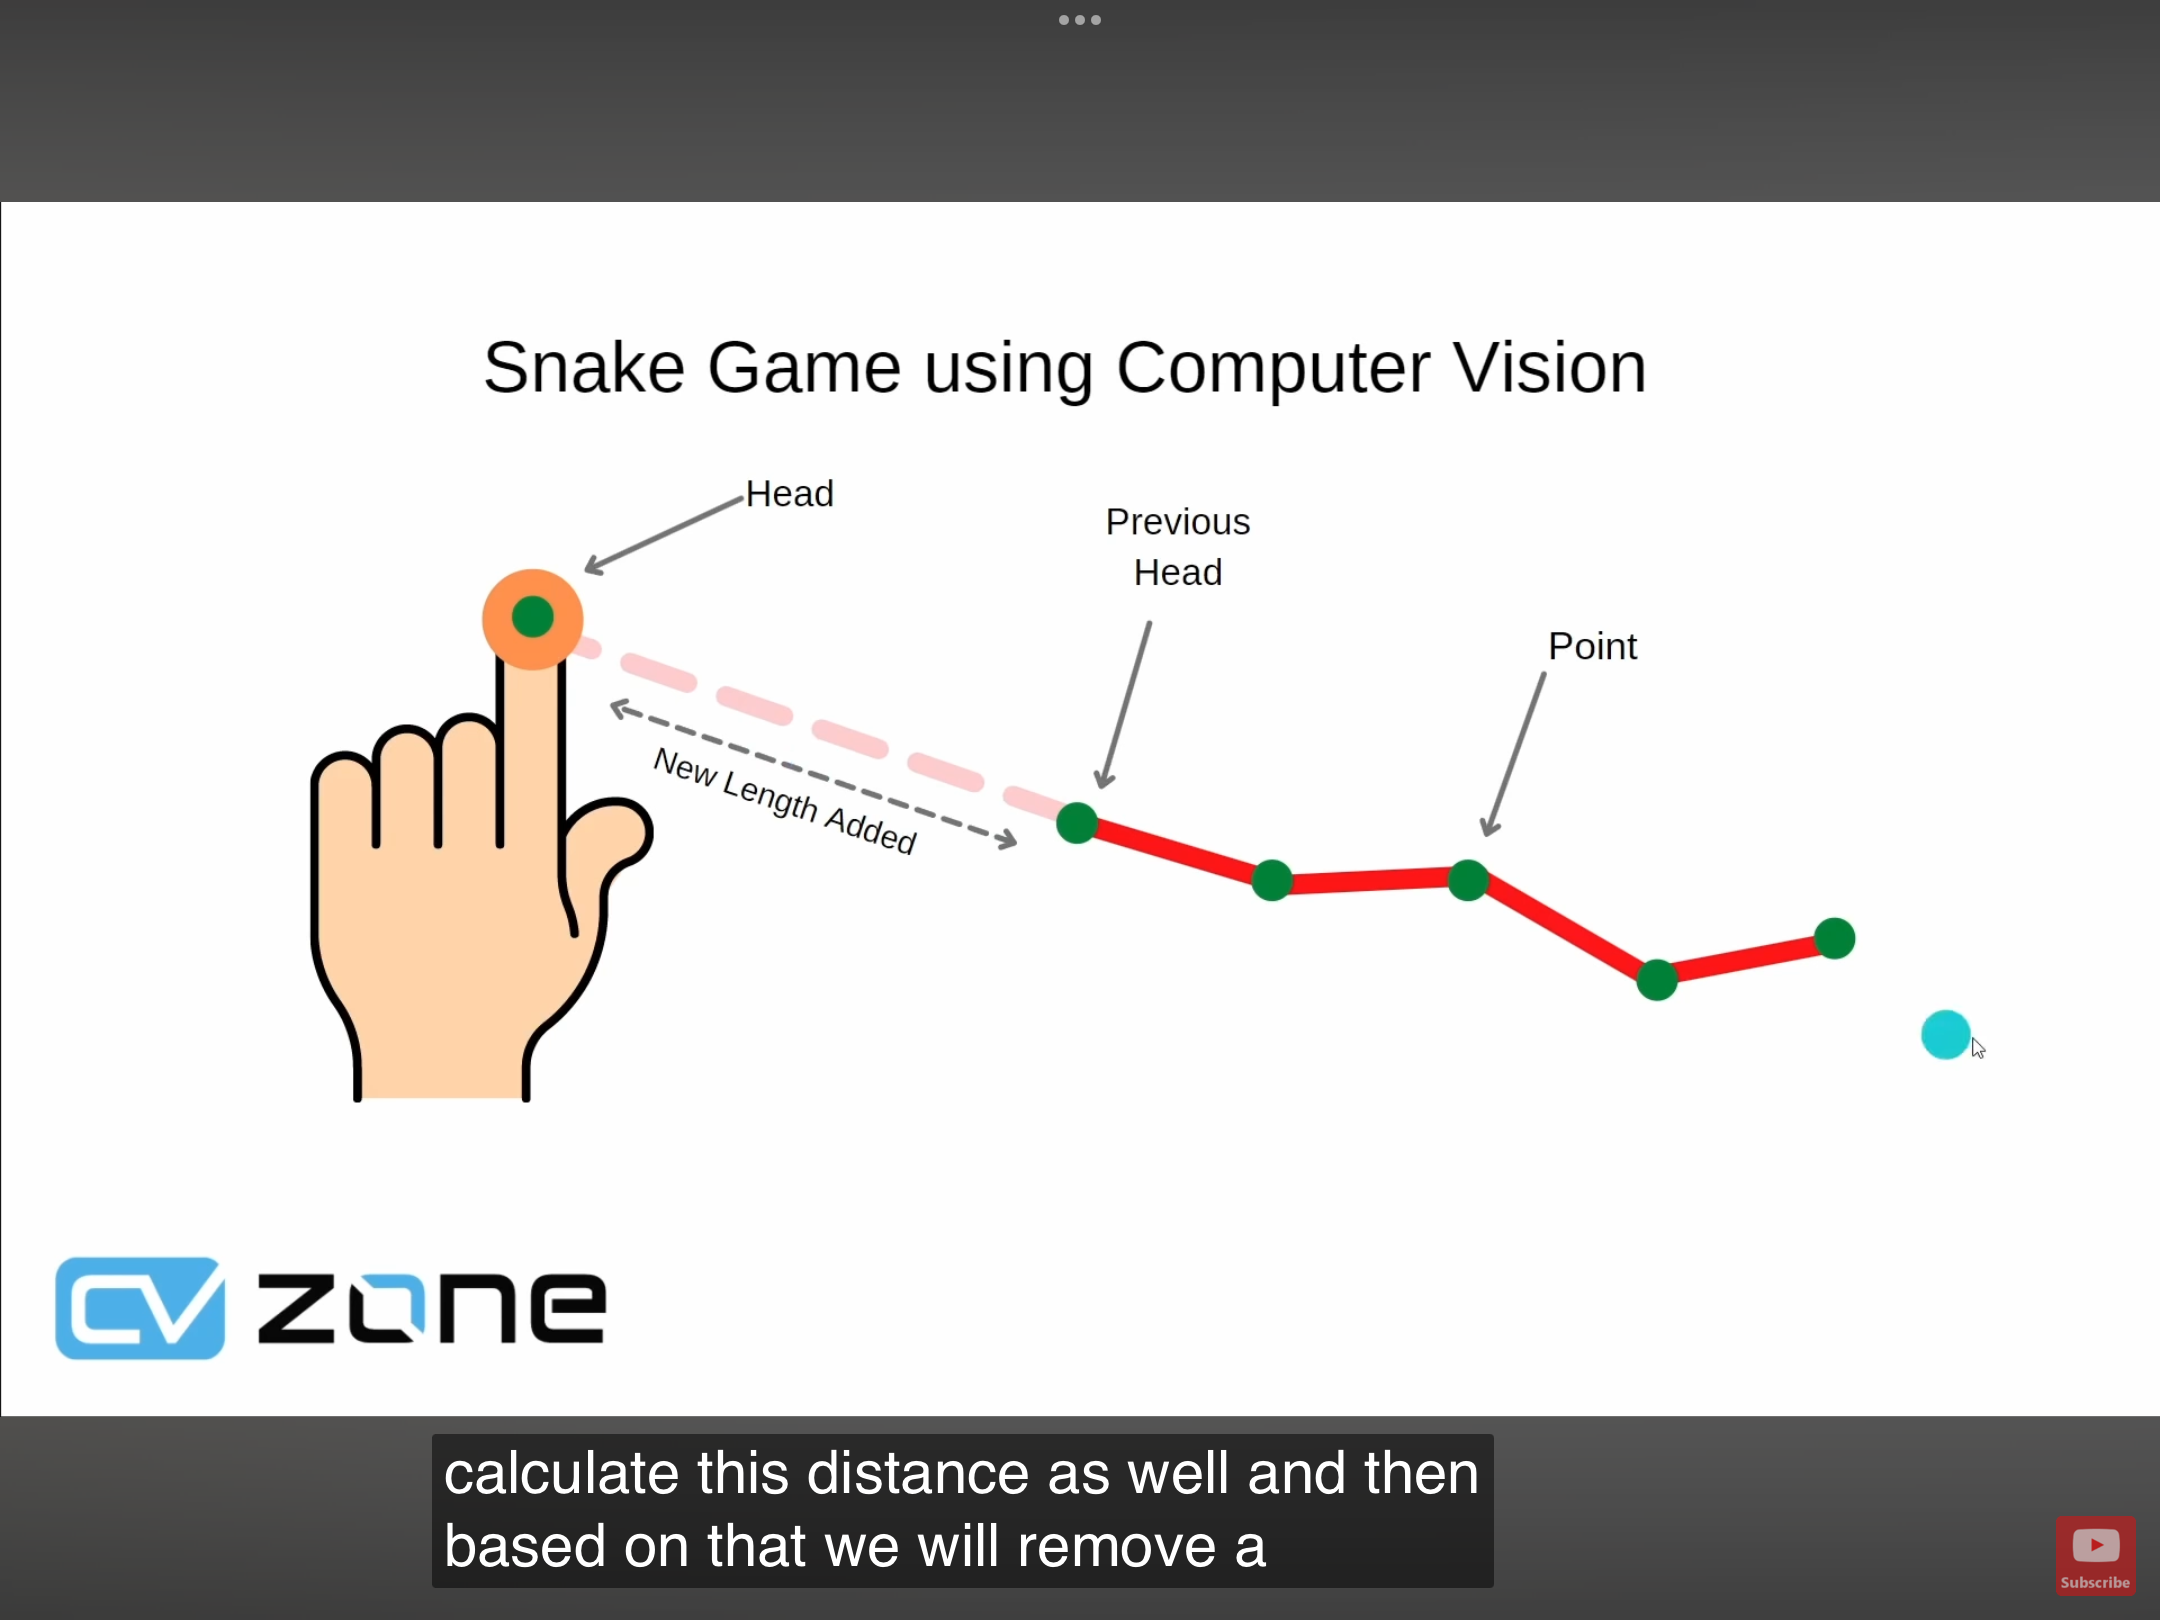 Snake Game using Computer Vision
Head
Previous
Head
Point
New Length Added
CV zone
calculate this distance as well and then
based on that we will remove a
Subscribe